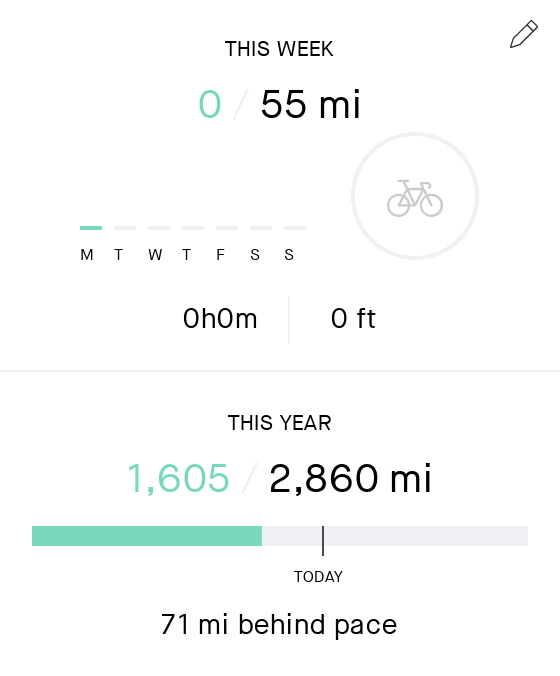 THIS WEEK
0 / 55 mi
M T W T F S S
0h0m 0 ft
THIS YEAR
1,605 / 2,860 mi
TODAY
71 mi behind pace